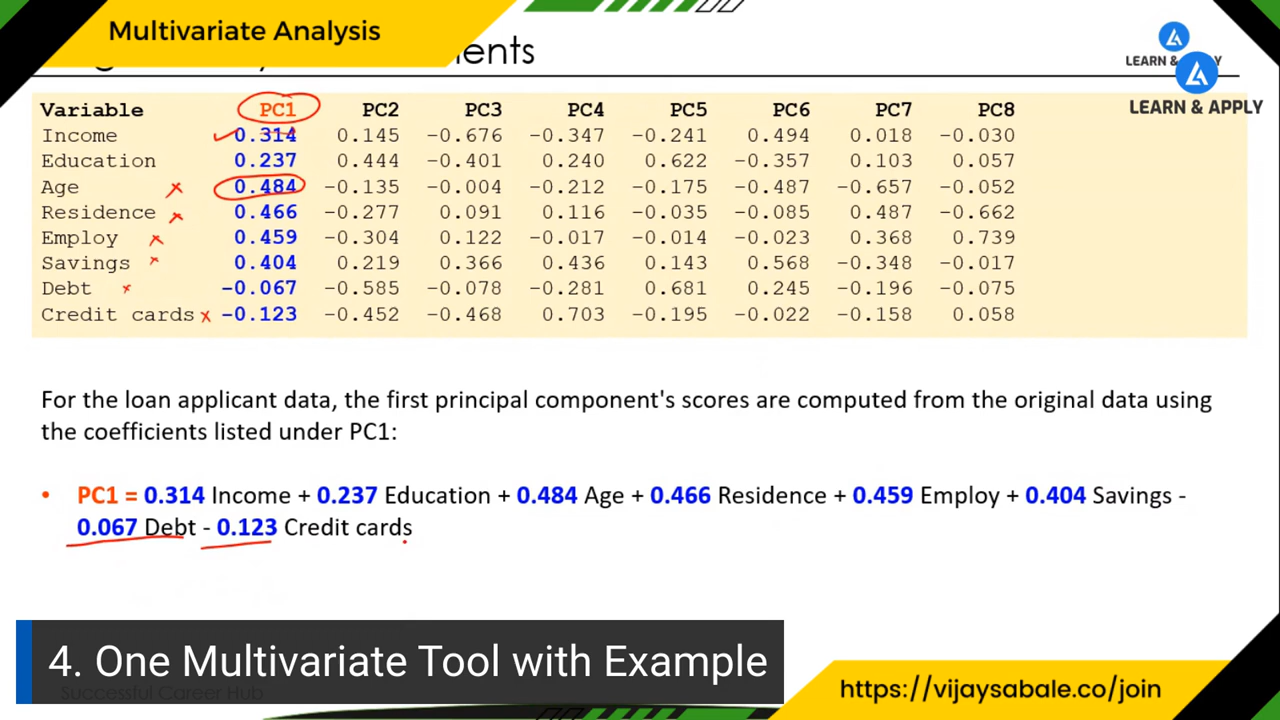 Multivariate Analysis
ents
LEARN & APPLY
LEARN & APPLY
Variable PC1 PC2 PC3 PC4 PC5 PC6 PC7 PC8
Income 0.314 0.145 -0.676 -0.347 -0.241 0.494 0.018 -0.030
Education 0.237 0.444 -0.401 0.240 0.622 -0.357 0.103 0.057
Age 0.484 -0.135 -0.004 -0.212 -0.175 -0.487 -0.657 -0.052
Residence 0.466 -0.277 0.091 0.116 -0.035 -0.085 0.487 -0.662
Employ 0.459 -0.304 0.122 -0.017 -0.014 -0.023 0.368 0.739
Savings 0.404 0.219 0.366 0.436 0.143 0.568 -0.348 -0.017
Debt -0.067 -0.585 -0.078 -0.281 0.681 0.245 -0.196 -0.075
Credit cards -0.123 -0.452 -0.468 0.703 -0.195 -0.022 -0.158 0.058
For the loan applicant data, the first principal component's scores are computed from the original data using
the coefficients listed under PC1:
• PC1 = 0.314 Income + 0.237 Education + 0.484 Age + 0.466 Residence + 0.459 Employ + 0.404 Savings -
0.067 Debt - 0.123 Credit cards
4. One Multivariate Tool with Example
Successful Career Hub
https://vijaysabale.co/join